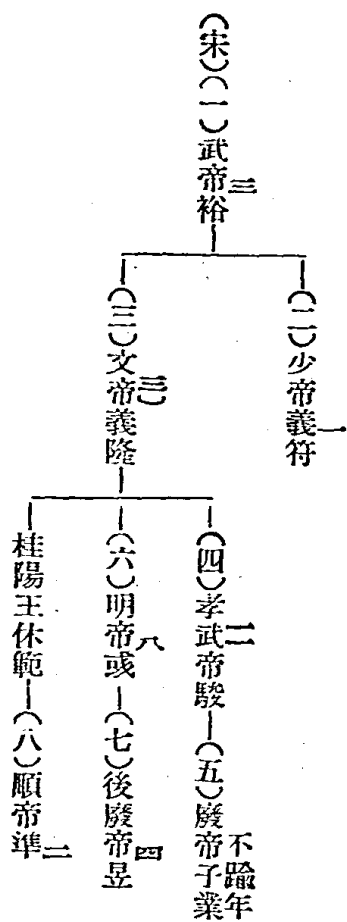 (宋)(一)武帝裕
三
(二)少帝義符
一
(三)文帝義隆
三〇
(四)孝武帝駿
一一
(五)廢帝子業
不踰年
(六)明帝彧
八
(七)後廢帝昱
四
桂陽王休範
(八)順帝準
二